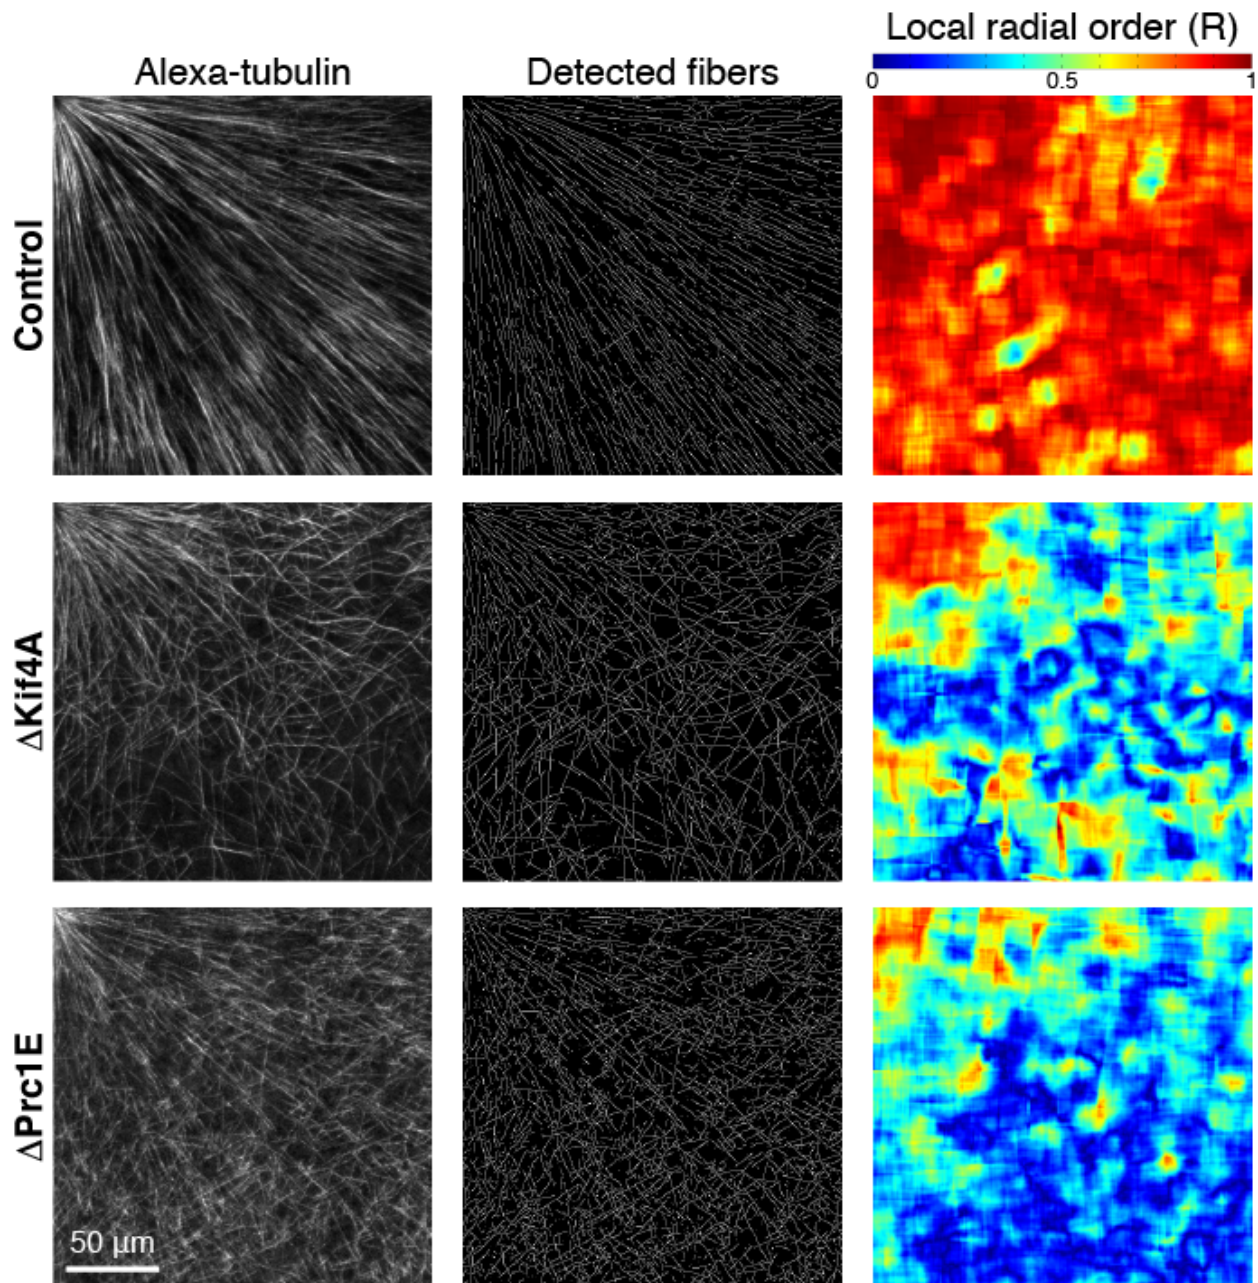 Local radial order (R)
Alexa-tubulin
Detected fibers
0 0.5 1
Control
ΔKif4A
ΔPrc1E
50 µm